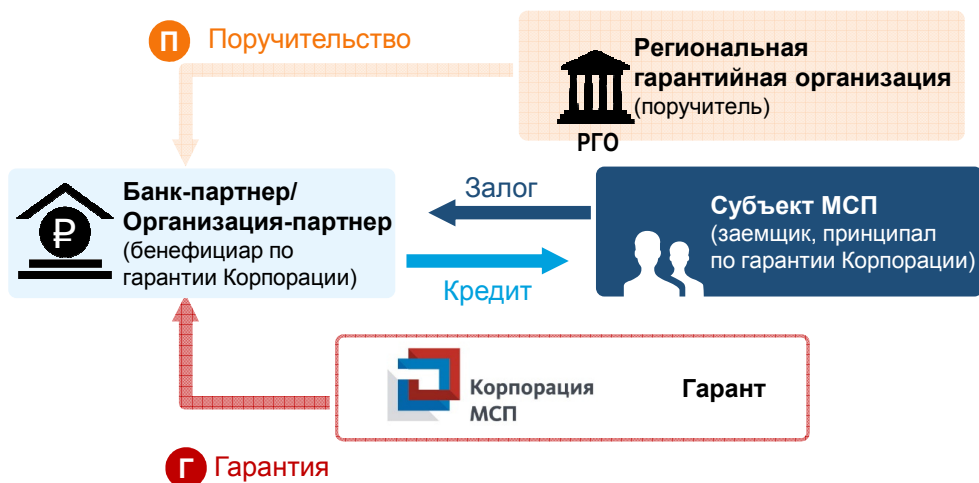 П Поручительство
Региональная
гарантийная организация
(поручитель)
РГО
Банк-партнер/
Организация-партнер
(бенефициар по
гарантии Корпорации)
₽
Залог
Кредит
Субъект МСП
(заемщик, принципал
по гарантии Корпорации)
Корпорация
МСП
Гарант
Г Гарантия